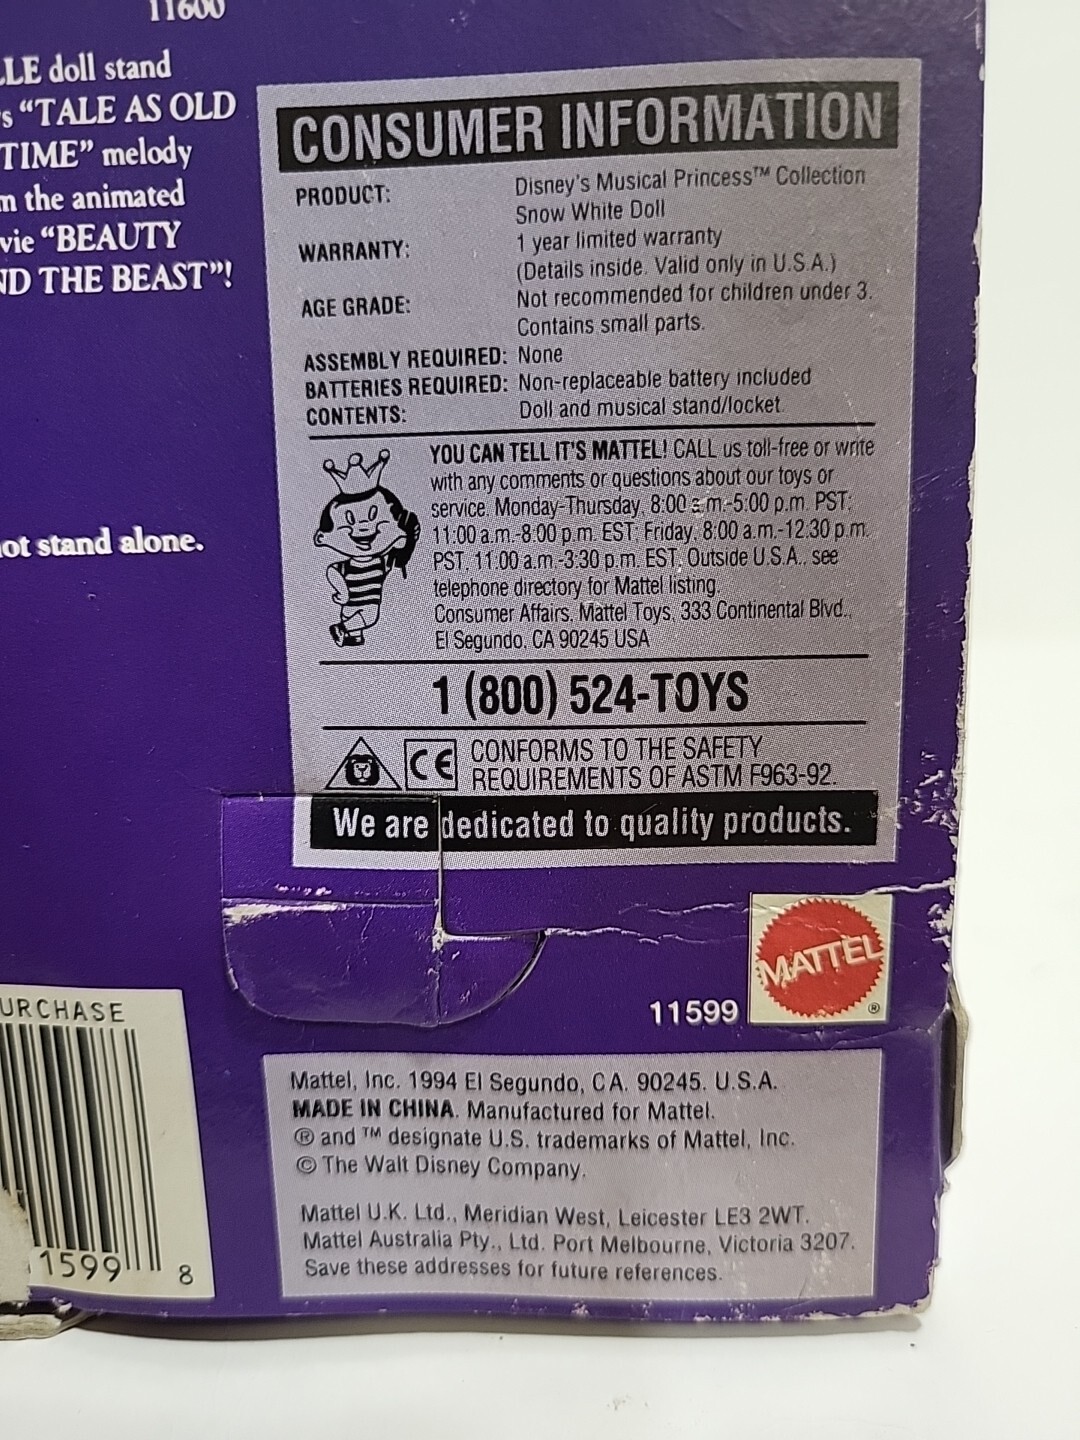 11600
LLE doll stand
s “TALE AS OLD
TIME” melody
m the animated
vie “BEAUTY
ND THE BEAST”!
ot stand alone.
CONSUMER INFORMATION
PRODUCT: Disney's Musical Princess™ Collection
Snow White Doll
WARRANTY: 1 year limited warranty
(Details inside. Valid only in U.S.A.)
AGE GRADE: Not recommended for children under 3.
Contains small parts.
ASSEMBLY REQUIRED: None
BATTERIES REQUIRED: Non-replaceable battery included
CONTENTS: Doll and musical stand/locket.
YOU CAN TELL IT'S MATTEL! CALL us toll-free or write
with any comments or questions about our toys or
service. Monday-Thursday, 8:00 a.m.-5:00 p.m. PST;
11:00 a.m.-8:00 p.m. EST; Friday, 8:00 a.m.-12:30 p.m.
PST, 11:00 a.m.-3:30 p.m. EST; Outside U.S.A., see
telephone directory for Mattel listing.
Consumer Affairs, Mattel Toys, 333 Continental Blvd.,
El Segundo, CA 90245 USA
1 (800) 524-TOYS
CE CONFORMS TO THE SAFETY
REQUIREMENTS OF ASTM F963-92.
We are dedicated to quality products.
MATTEL
®
11599
URCHASE
11599 8
Mattel, Inc. 1994 El Segundo, CA. 90245. U.S.A.
MADE IN CHINA. Manufactured for Mattel.
® and ™ designate U.S. trademarks of Mattel, Inc.
© The Walt Disney Company.
Mattel U.K. Ltd., Meridian West, Leicester LE3 2WT.
Mattel Australia Pty., Ltd. Port Melbourne, Victoria 3207.
Save these addresses for future references.